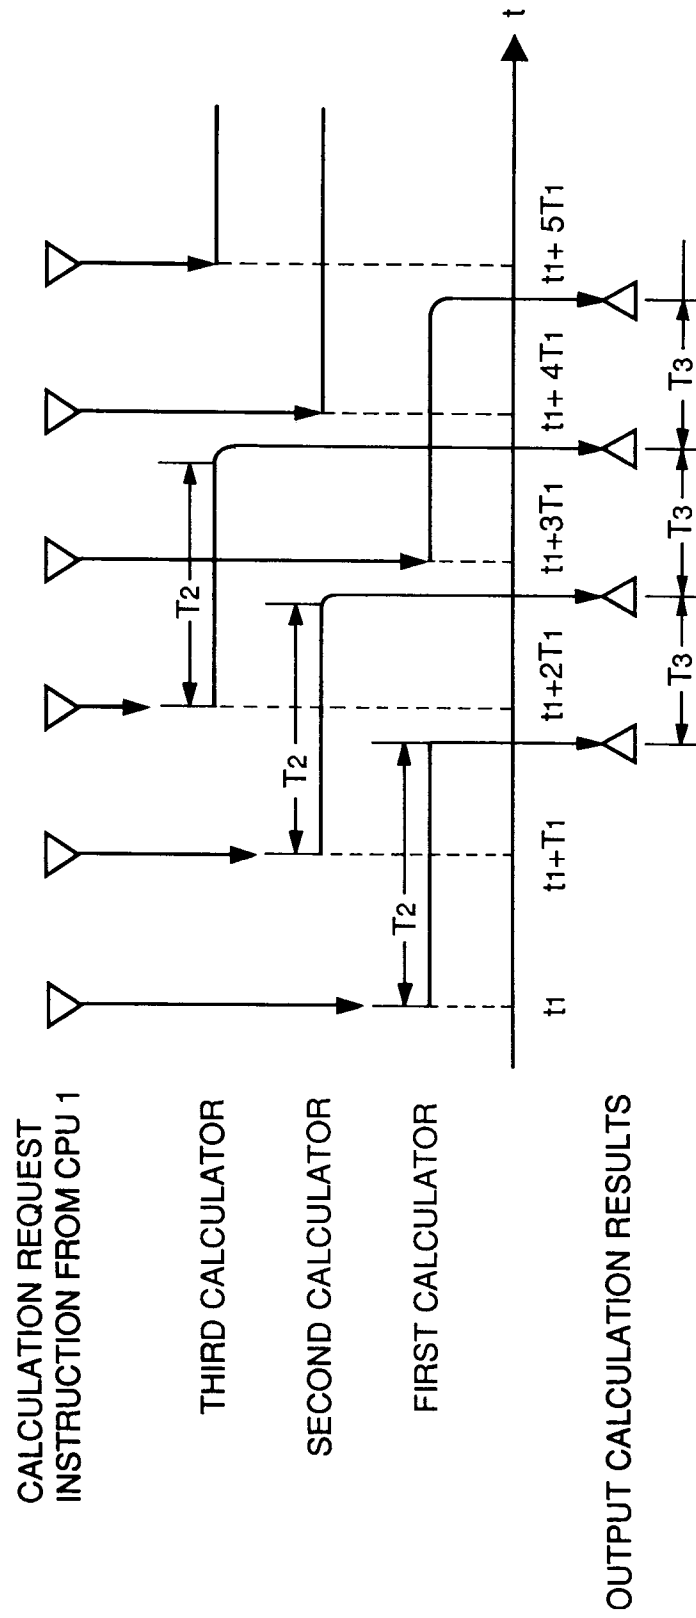 CALCULATION REQUEST
INSTRUCTION FROM CPU 1
THIRD CALCULATOR
T2
SECOND CALCULATOR
T2
FIRST CALCULATOR
T2
t
t1
t1+T1
t1+2T1
t1+3T1
t1+ 4T1
t1+ 5T1
OUTPUT CALCULATION RESULTS
T3
T3
T3